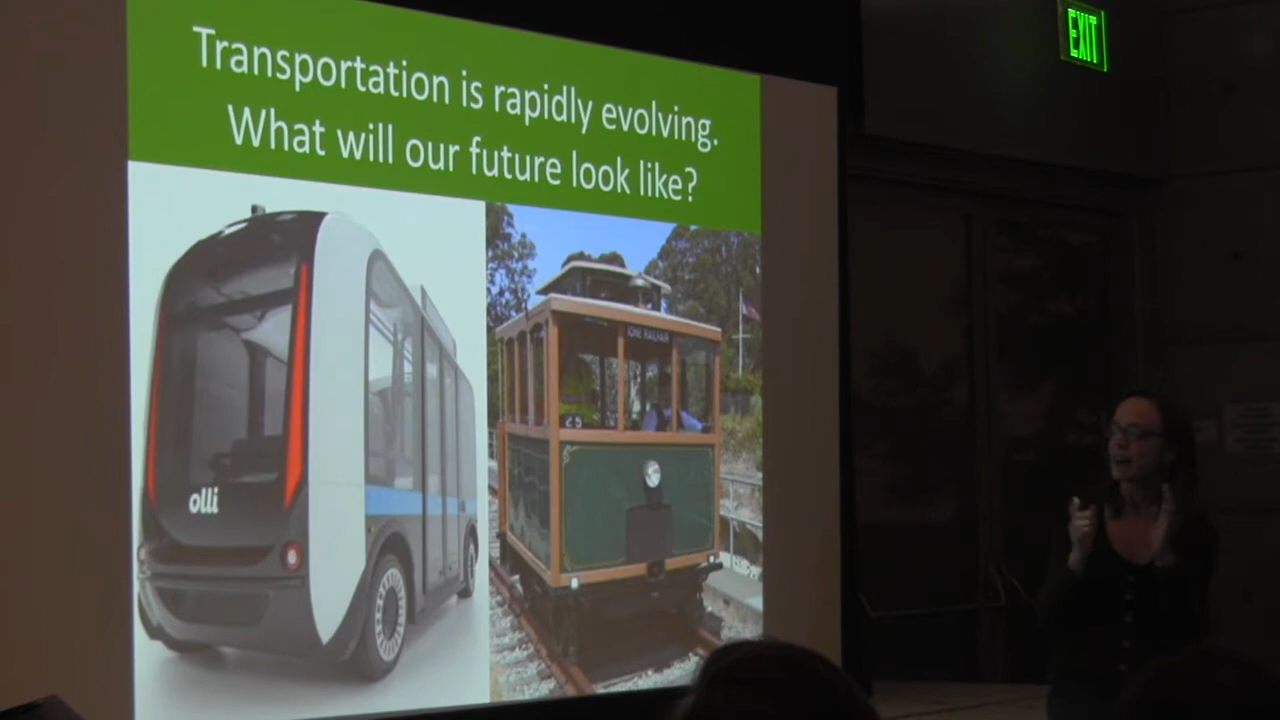 Transportation is rapidly evolving.
What will our future look like?
EXIT
olli